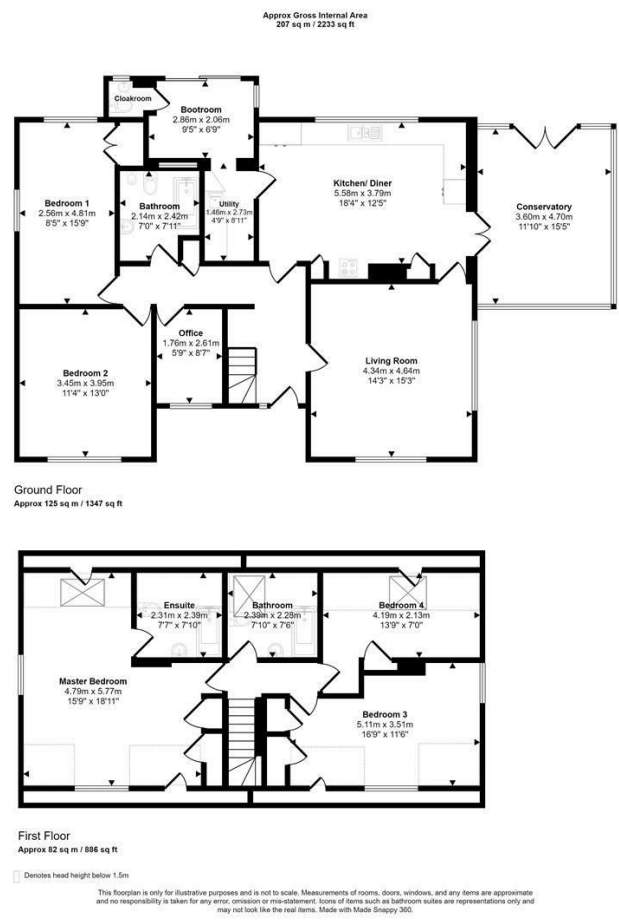 Approx Gross Internal Area
207 sq m / 2233 sq ft
Cloakroom
Bootroom
2.86m x 2.06m
9'5" x 6'9"
Bedroom 1
2.56m x 4.81m
8'5" x 15'9"
Bathroom
2.14m x 2.42m
7'0" x 7'11"
Utility
1.46m x 2.73m
4'9" x 8'11"
Kitchen/ Diner
5.58m x 3.79m
18'4" x 12'5"
Conservatory
3.60m x 4.70m
11'10" x 15'5"
Bedroom 2
3.45m x 3.95m
11'4" x 13'0"
Office
1.76m x 2.61m
5'9" x 8'7"
Living Room
4.34m x 4.64m
14'3" x 15'3"
Ground Floor
Approx 125 sq m / 1347 sq ft
Ensuite
2.31m x 2.39m
7'7" x 7'10"
Bathroom
2.39m x 2.28m
7'10" x 7'6"
Bedroom 4
4.19m x 2.13m
13'9" x 7'0"
Master Bedroom
4.79m x 5.77m
15'9" x 18'11"
Bedroom 3
5.11m x 3.51m
16'9" x 11'6"
First Floor
Approx 82 sq m / 886 sq ft
Denotes head height below 1.5m
This floorplan is only for illustrative purposes and is not to scale. Measurements of rooms, doors, windows, and any items are approximate
and no responsibility is taken for any error, omission or mis-statement. Icons of items such as bathroom suites are representations only and
may not look like the real items. Made with Made Snappy 360.